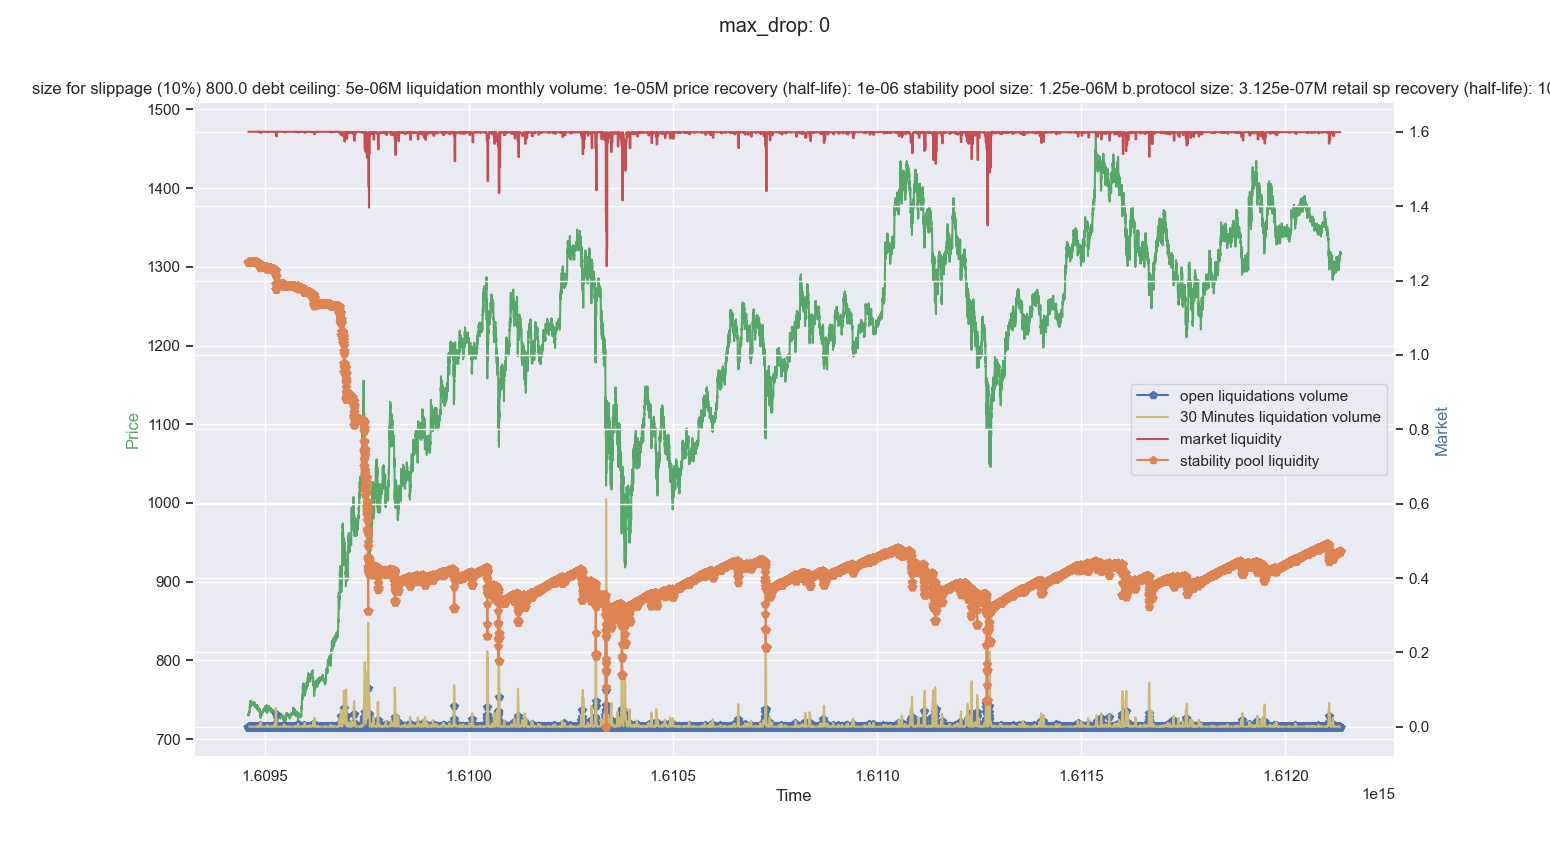 max_drop: 0
size for slippage (10%) 800.0 debt ceiling: 5e-06M liquidation monthly volume: 1e-05M price recovery (half-life): 1e-06 stability pool size: 1.25e-06M b.protocol size: 3.125e-07M retail sp recovery (half-life):
1500
1400
1300
1200
1100
1000
900
800
700
Price
1.6
1.4
1.2
1.0
0.8
0.6
0.4
0.2
0.0
Market
open liquidations volume
30 Minutes liquidation volume
market liquidity
stability pool liquidity
1.6095
1.6100
1.6105
1.6110
1.6115
1.6120
Time
1e15